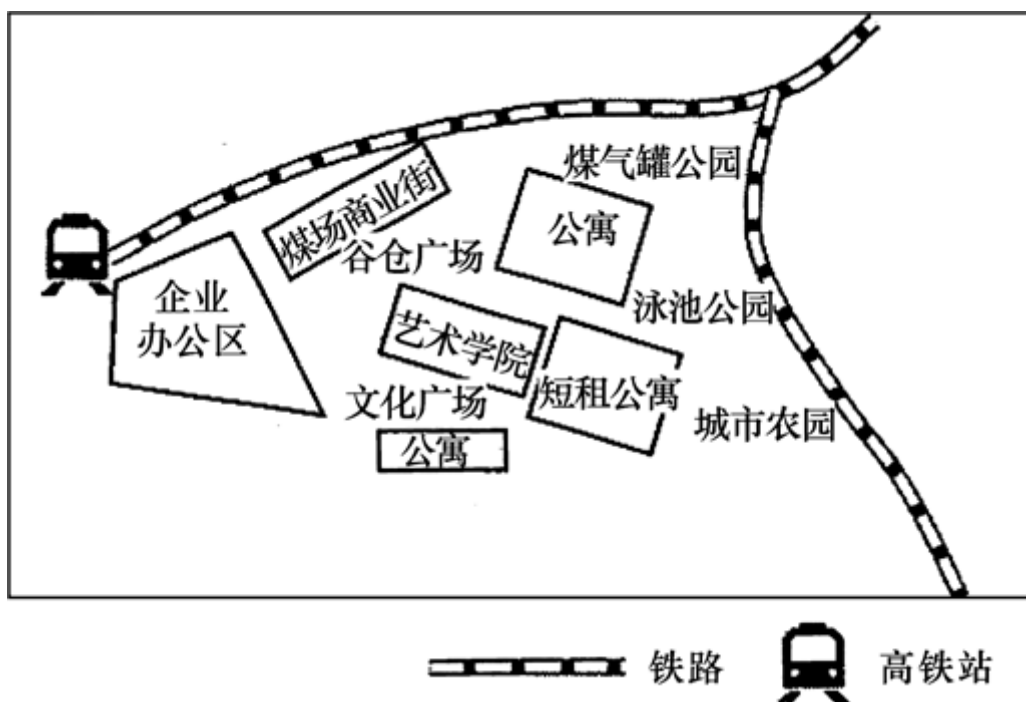 煤气罐公园
煤场商业街
公寓
谷仓广场
企业
办公区
泳池公园
艺术学院
短租公寓
文化广场
城市农园
公寓
铁路
高铁站